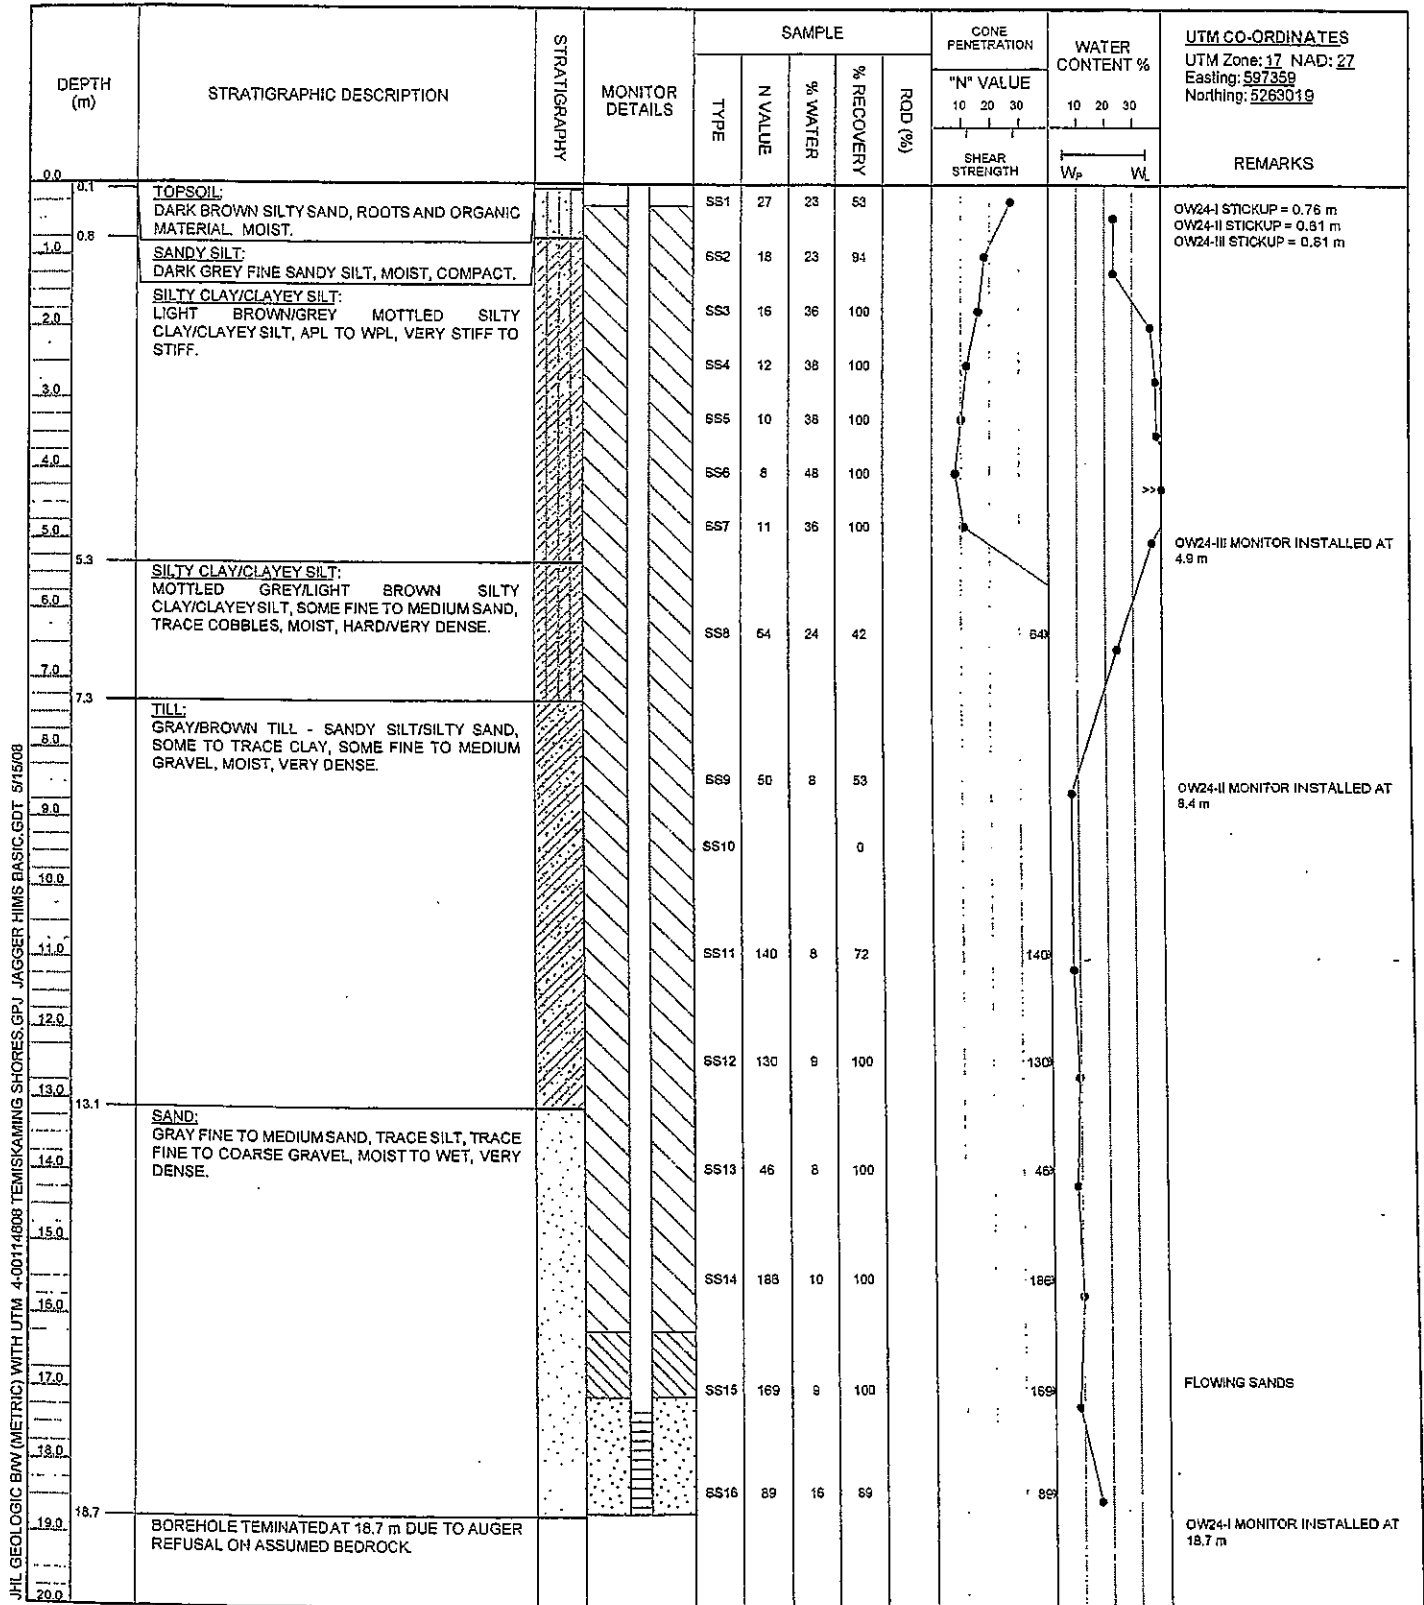 DEPTH
(m)
STRATIGRAPHIC DESCRIPTION
STRATIGRAPHY
MONITOR
DETAILS
SAMPLE
TYPE
N VALUE
% WATER
% RECOVERY
RQD (%)
CONE
PENETRATION
"N" VALUE
10 20 30
SHEAR
STRENGTH
WATER
CONTENT %
10 20 30
WP WL
UTM CO-ORDINATES
UTM Zone: 17 NAD: 27
Easting: 597359
Northing: 5263019
REMARKS
0.0
0.1
TOPSOIL:
DARK BROWN SILTY SAND, ROOTS AND ORGANIC
MATERIAL. MOIST.
SS1 27 23 53
OW24-I STICKUP = 0.76 m
OW24-II STICKUP = 0.81 m
OW24-III STICKUP = 0.81 m
0.8
1.0
SANDY SILT:
DARK GREY FINE SANDY SILT, MOIST, COMPACT.
SS2 18 23 94
SILTY CLAY/CLAYEY SILT:
LIGHT BROWN/GREY MOTTLED SILTY
CLAY/CLAYEY SILT, APL TO WPL, VERY STIFF TO
STIFF.
SS3 16 36 100
2.0
SS4 12 38 100
3.0
SS5 10 38 100
4.0
SS6 8 48 100
>>
5.0
SS7 11 36 100
OW24-III MONITOR INSTALLED AT
4.9 m
5.3
SILTY CLAY/CLAYEY SILT:
MOTTLED GREY/LIGHT BROWN SILTY
CLAY/CLAYEY SILT, SOME FINE TO MEDIUM SAND,
TRACE COBBLES, MOIST, HARD/VERY DENSE.
6.0
SS8 64 24 42
64
7.0
7.3
TILL:
GRAY/BROWN TILL - SANDY SILT/SILTY SAND,
SOME TO TRACE CLAY, SOME FINE TO MEDIUM
GRAVEL, MOIST, VERY DENSE.
8.0
SS9 50 8 53
OW24-II MONITOR INSTALLED AT
8.4 m
9.0
SS10 0
10.0
11.0
SS11 140 8 72
140
12.0
SS12 130 9 100
130
13.0
13.1
SAND:
GRAY FINE TO MEDIUM SAND, TRACE SILT, TRACE
FINE TO COARSE GRAVEL, MOIST TO WET, VERY
DENSE.
14.0
SS13 46 8 100
46
15.0
SS14 186 10 100
186
16.0
17.0
SS15 169 9 100
169
FLOWING SANDS
18.0
SS16 89 16 89
89
18.7
19.0
BOREHOLE TEMINATED AT 18.7 m DUE TO AUGER
REFUSAL ON ASSUMED BEDROCK.
OW24-I MONITOR INSTALLED AT
18.7 m
20.0
JHL GEOLOGIC B/W (METRIC) WITH UTM 4-00114808 TEMISKAMING SHORES.GPJ JAGGER HIMS BASIC.GDT 5/15/08